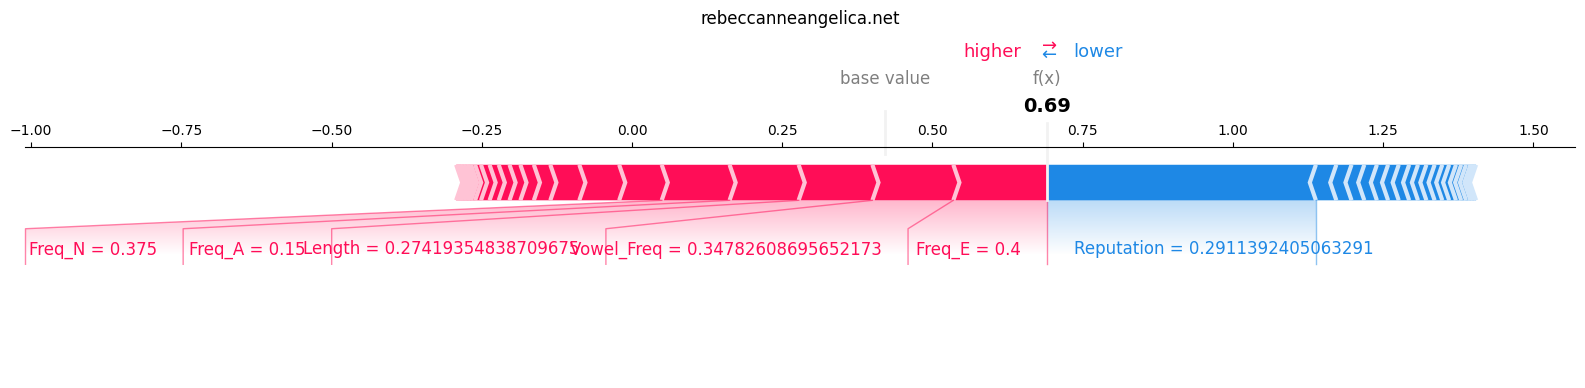 rebeccanneangelica.net
higher → ← lower
base value f(x)
0.69
−1.00 −0.75 −0.50 −0.25 0.00 0.25 0.50 0.75 1.00 1.25 1.50
Freq_N = 0.375 Freq_A = 0.15 Length = 0.27419354838709675 Vowel_Freq = 0.34782608695652173 Freq_E = 0.4 Reputation = 0.2911392405063291